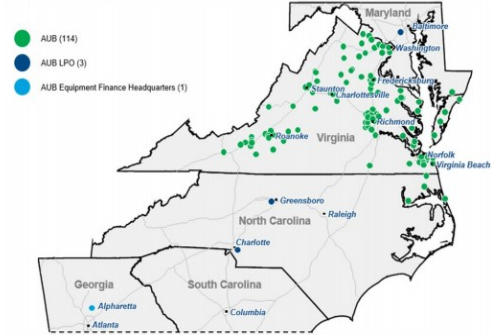 AUB (114)
AUB LPO (3)
AUB Equipment Finance Headquarters (1)
Maryland
Baltimore
Washington
Fredericksburg
Staunton
Charlottesville
Richmond
Roanoke
Virginia
Norfolk
Virginia Beach
Greensboro
North Carolina
Raleigh
Charlotte
Georgia
South Carolina
Alpharetta
Columbia
Atlanta